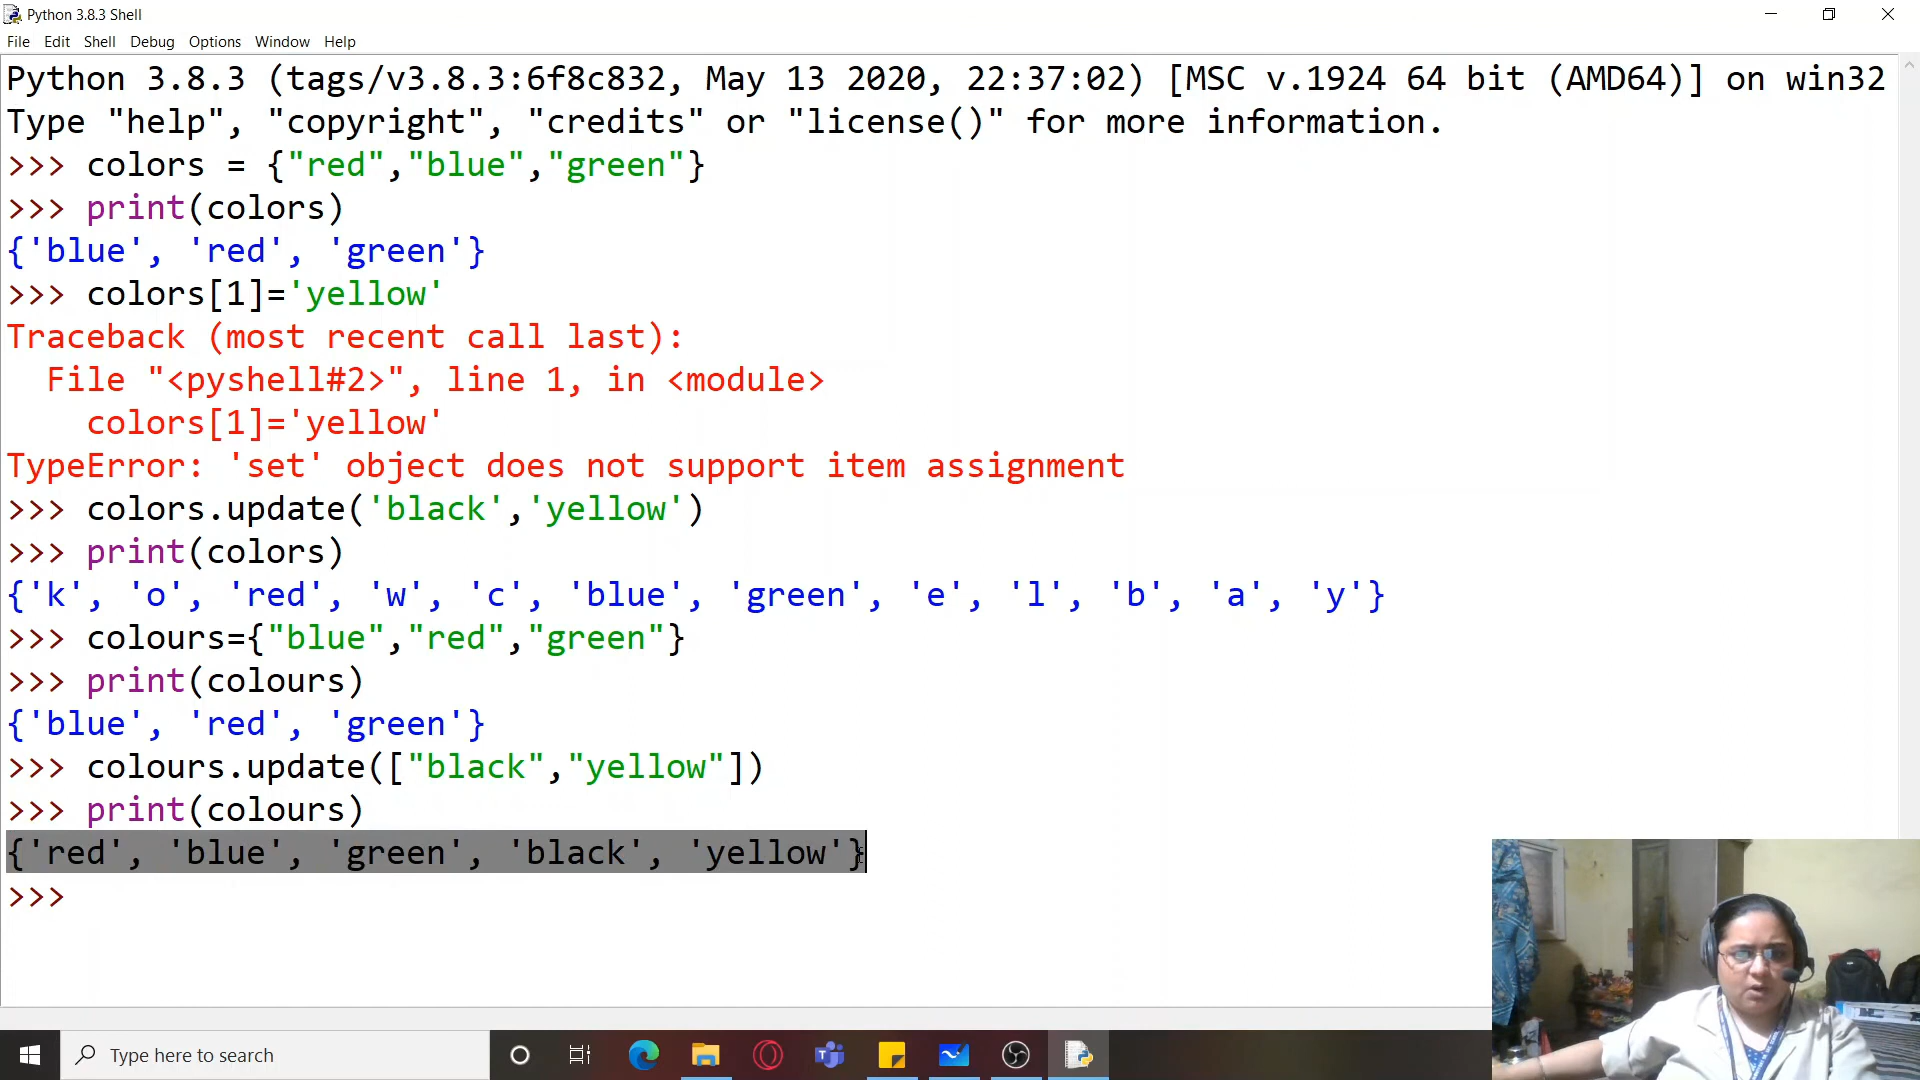 Python 3.8.3 Shell
File Edit Shell Debug Options Window Help
Python 3.8.3 (tags/v3.8.3:6f8c832, May 13 2020, 22:37:02) [MSC v.1924 64 bit (AMD64)] on win32
Type "help", "copyright", "credits" or "license()" for more information.
>>> colors = {"red","blue","green"}
>>> print(colors)
{'blue', 'red', 'green'}
>>> colors[1]='yellow'
Traceback (most recent call last):
  File "<pyshell#2>", line 1, in <module>
    colors[1]='yellow'
TypeError: 'set' object does not support item assignment
>>> colors.update('black','yellow')
>>> print(colors)
{'k', 'o', 'red', 'w', 'c', 'blue', 'green', 'e', 'l', 'b', 'a', 'y'}
>>> colours={"blue","red","green"}
>>> print(colours)
{'blue', 'red', 'green'}
>>> colours.update(["black","yellow"])
>>> print(colours)
{'red', 'blue', 'green', 'black', 'yellow'}
>>>
Type here to search